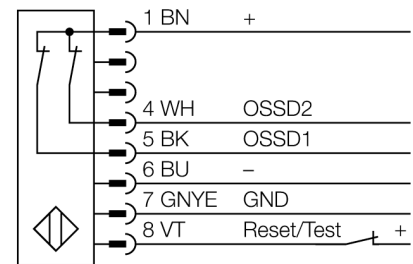 1 BN +
4 WH OSSD2
5 BK OSSD1
6 BU –
7 GNYE GND
8 VT Reset/Test +